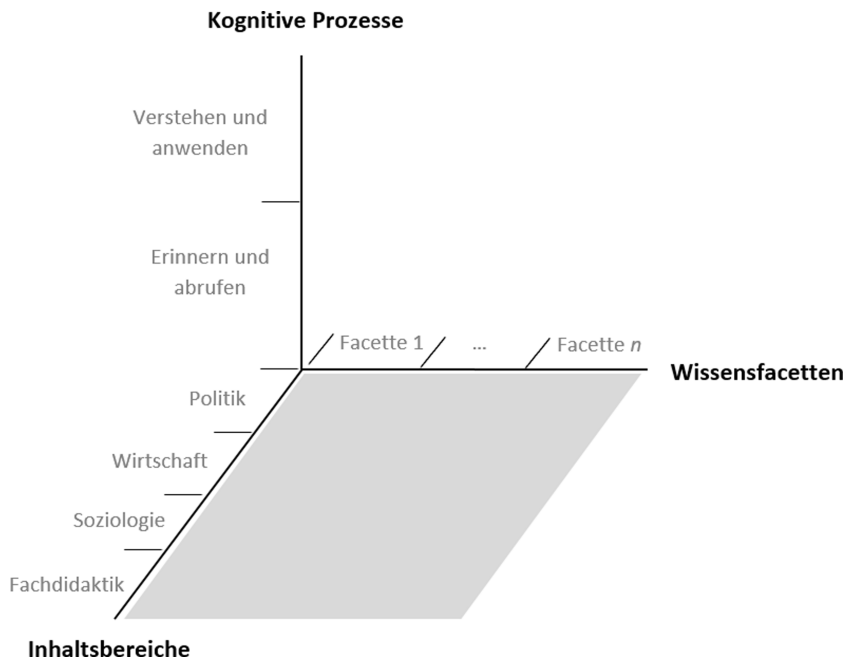 Kognitive Prozesse
Verstehen und
anwenden
Erinnern und
abrufen
Facette 1
...
Facette n
Wissensfacetten
Politik
Wirtschaft
Soziologie
Fachdidaktik
Inhaltsbereiche